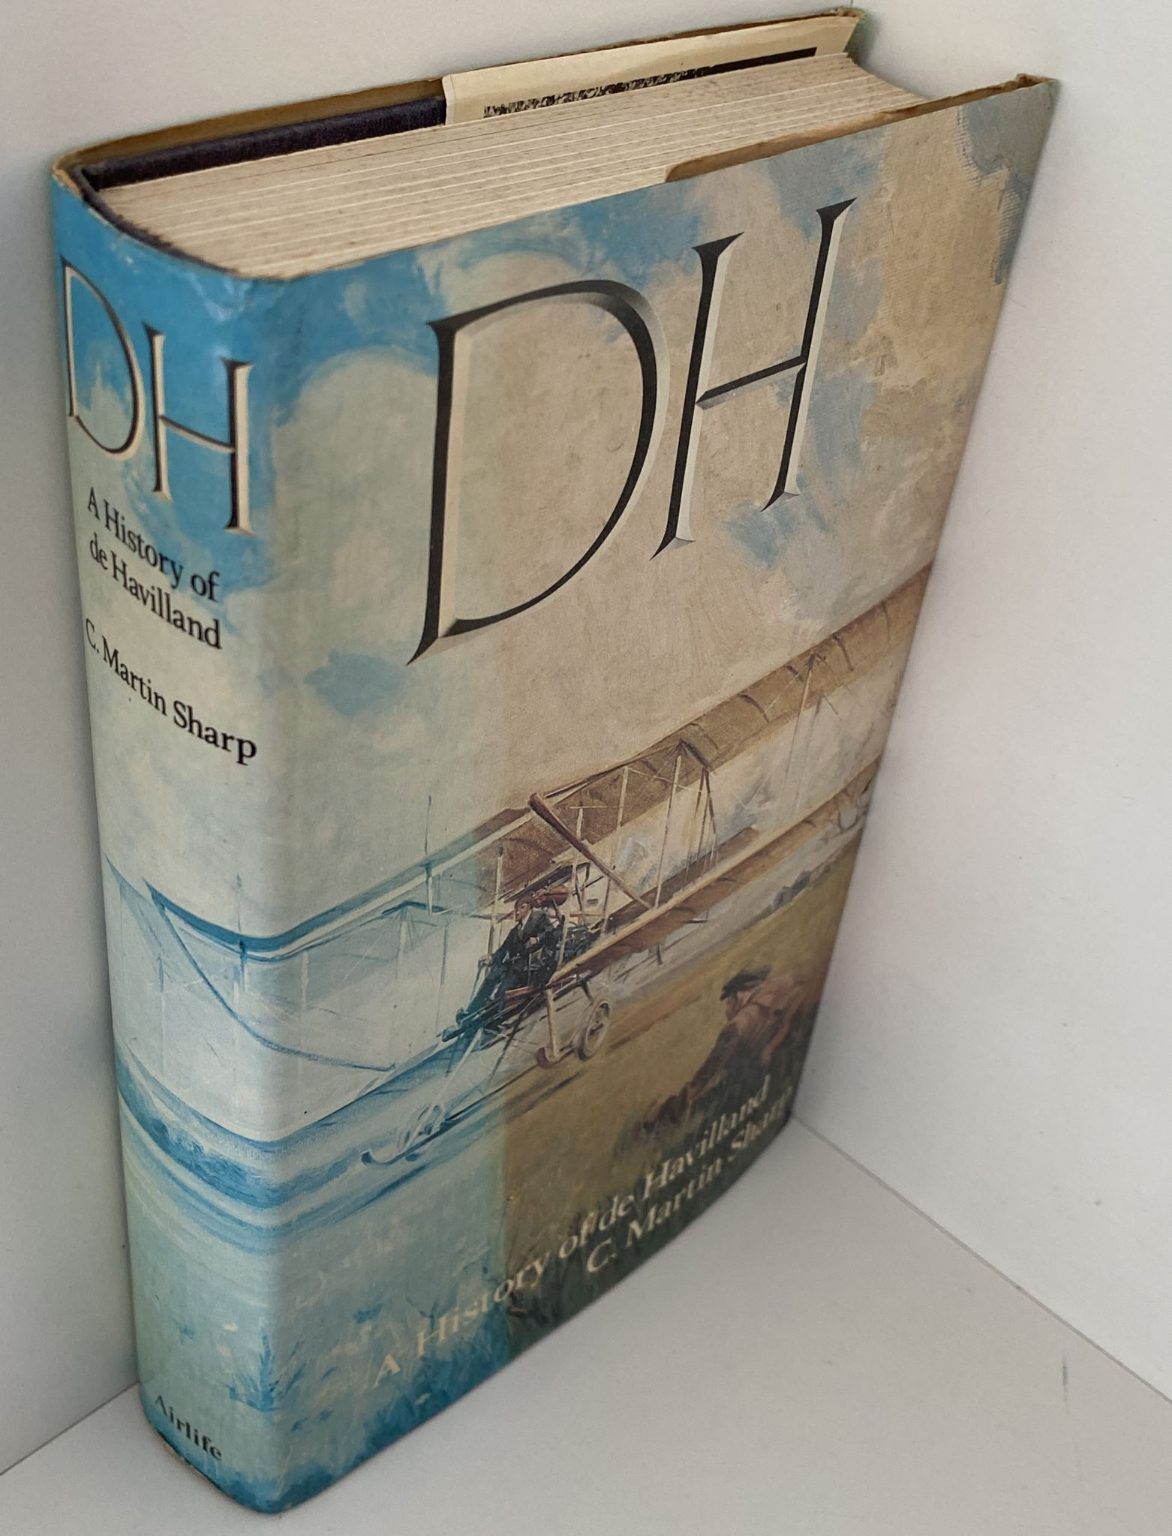 DH
A History of
de Havilland
C. Martin Sharp
Airlife
DH
A History of de Havilland
C. Martin Sharp